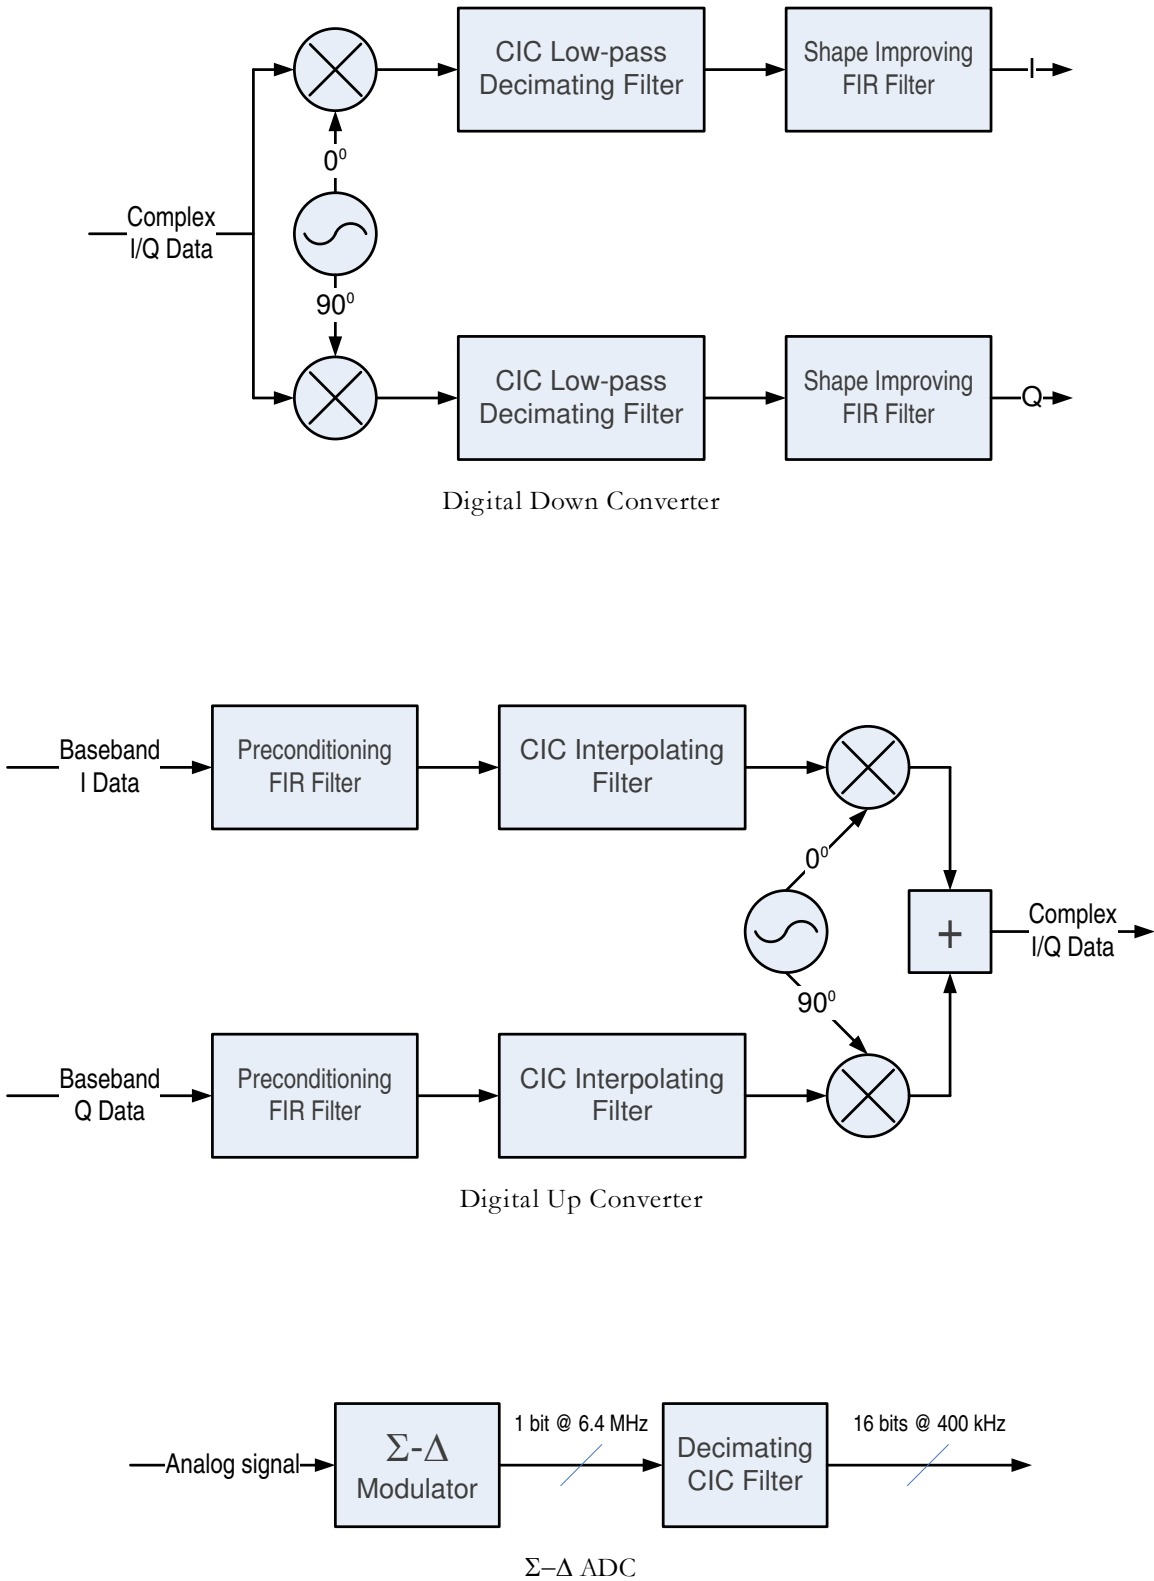 CIC Low-pass
Decimating Filter
Shape Improving
FIR Filter
I
0⁰
Complex
I/Q Data
90⁰
CIC Low-pass
Decimating Filter
Shape Improving
FIR Filter
Q
Digital Down Converter
Baseband
I Data
Preconditioning
FIR Filter
CIC Interpolating
Filter
0⁰
+
Complex
I/Q Data
90⁰
Baseband
Q Data
Preconditioning
FIR Filter
CIC Interpolating
Filter
Digital Up Converter
Analog signal
Σ-Δ
Modulator
1 bit @ 6.4 MHz
Decimating
CIC Filter
16 bits @ 400 kHz
Σ–Δ ADC